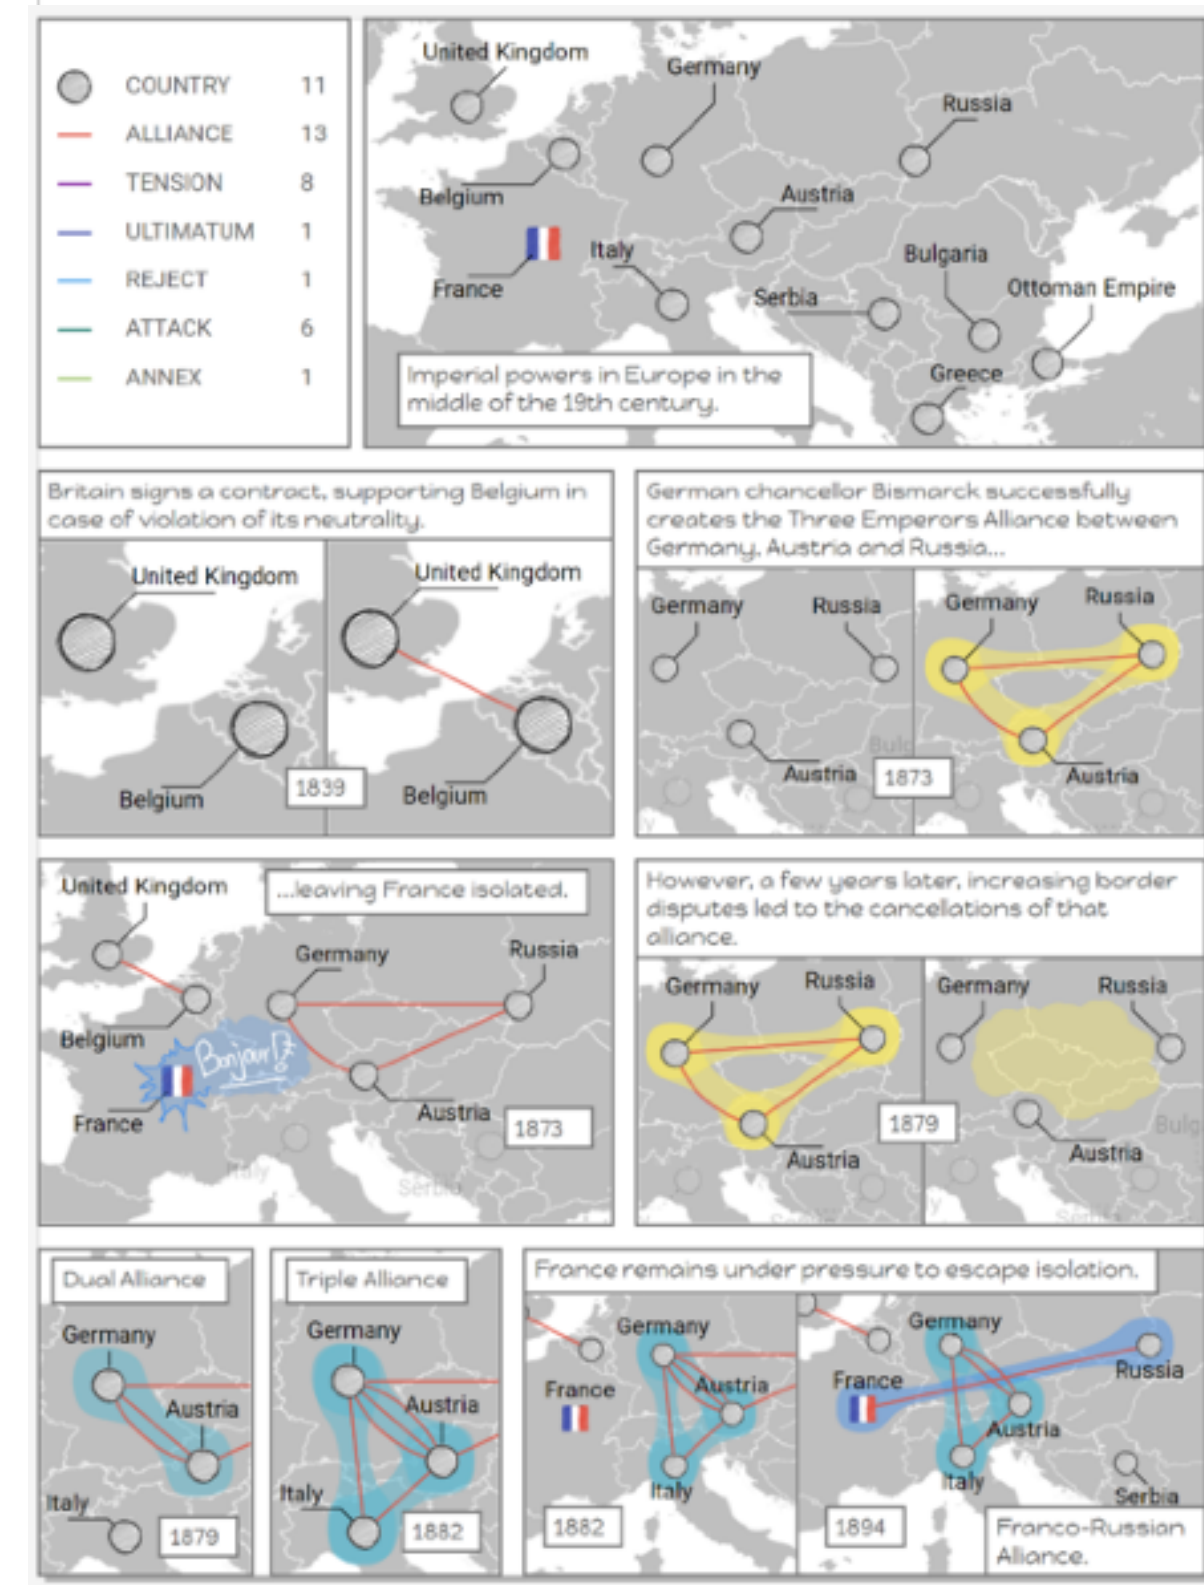 COUNTRY 11
ALLIANCE 13
TENSION 8
ULTIMATUM 1
REJECT 1
ATTACK 6
ANNEX 1
United Kingdom
Germany
Russia
Belgium
Austria
France
Italy
Bulgaria
Serbia
Ottoman Empire
Greece
Imperial powers in Europe in the
middle of the 19th century.
Britain signs a contract, supporting Belgium in
case of violation of its neutrality.
United Kingdom
Belgium
1839
United Kingdom
Belgium
German chancellor Bismarck successfully
creates the Three Emperors Alliance between
Germany, Austria and Russia...
Germany
Russia
Bulg
Austria
1873
Germany
Russia
Austria
...leaving France isolated.
United Kingdom
Germany
Russia
Belgium
Bonjour!?
France
Austria
1873
Italy
Serbia
However, a few years later, increasing border
disputes led to the cancellations of that
alliance.
Germany
Russia
Austria
1879
Germany
Russia
Austria
Bulg
Serbia
Dual Alliance
Germany
Austria
Italy
1879
Triple Alliance
Germany
Austria
Italy
1882
France remains under pressure to escape isolation.
Germany
France
Austria
Italy
1882
Germany
France
Russia
Austria
Italy
Serbia
1894
Franco-Russian
Alliance.